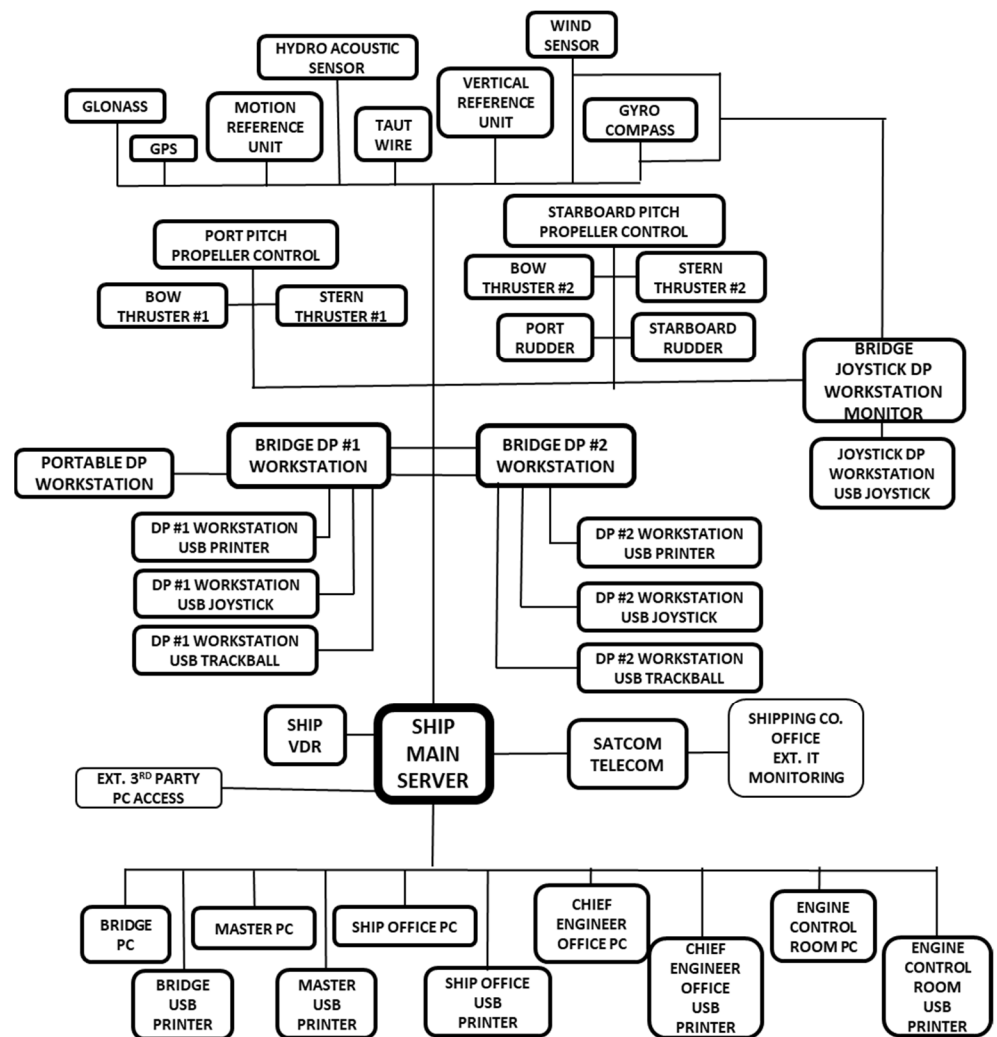 WIND
SENSOR
HYDRO ACOUSTIC
SENSOR
VERTICAL
REFERENCE
UNIT
GLONASS
MOTION
REFERENCE
UNIT
TAUT
WIRE
GYRO
COMPASS
GPS
STARBOARD PITCH
PROPELLER CONTROL
PORT PITCH
PROPELLER CONTROL
BOW
THRUSTER #2
STERN
THRUSTER #2
BOW
THRUSTER #1
STERN
THRUSTER #1
PORT
RUDDER
STARBOARD
RUDDER
BRIDGE
JOYSTICK DP
WORKSTATION
MONITOR
BRIDGE DP #1
WORKSTATION
BRIDGE DP #2
WORKSTATION
PORTABLE DP
WORKSTATION
JOYSTICK DP
WORKSTATION
USB JOYSTICK
DP #1 WORKSTATION
USB PRINTER
DP #2 WORKSTATION
USB PRINTER
DP #1 WORKSTATION
USB JOYSTICK
DP #2 WORKSTATION
USB JOYSTICK
DP #1 WORKSTATION
USB TRACKBALL
DP #2 WORKSTATION
USB TRACKBALL
SHIP
VDR
SHIP
MAIN
SERVER
SATCOM
TELECOM
SHIPPING CO.
OFFICE
EXT. IT
MONITORING
EXT. 3RD PARTY
PC ACCESS
BRIDGE
PC
MASTER PC
SHIP OFFICE PC
CHIEF
ENGINEER
OFFICE PC
ENGINE
CONTROL
ROOM PC
BRIDGE
USB
PRINTER
MASTER
USB
PRINTER
SHIP OFFICE
USB
PRINTER
CHIEF
ENGINEER
OFFICE
USB
PRINTER
ENGINE
CONTROL
ROOM
USB
PRINTER